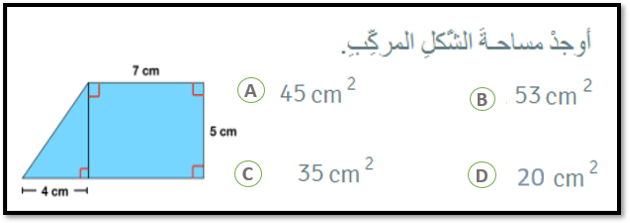 أوجدْ مساحةَ الشَّكلِ المركَّبِ.
7 cm
5 cm
4 cm
A 45 cm²
B 53 cm²
C 35 cm²
D 20 cm²